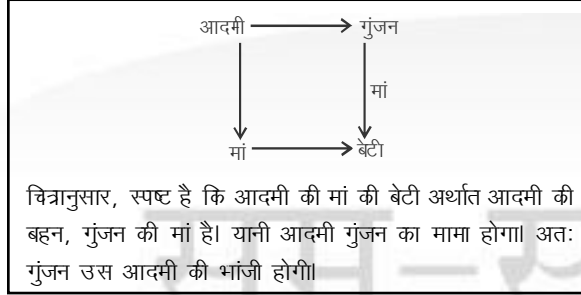 आदमी गुंजन
मां
मां बेटी
चित्रानुसार, स्पष्ट है कि आदमी की मां की बेटी अर्थात आदमी की
बहन, गुंजन की मां है। यानी आदमी गुंजन का मामा होगा। अतः
गुंजन उस आदमी की भांजी होगी।